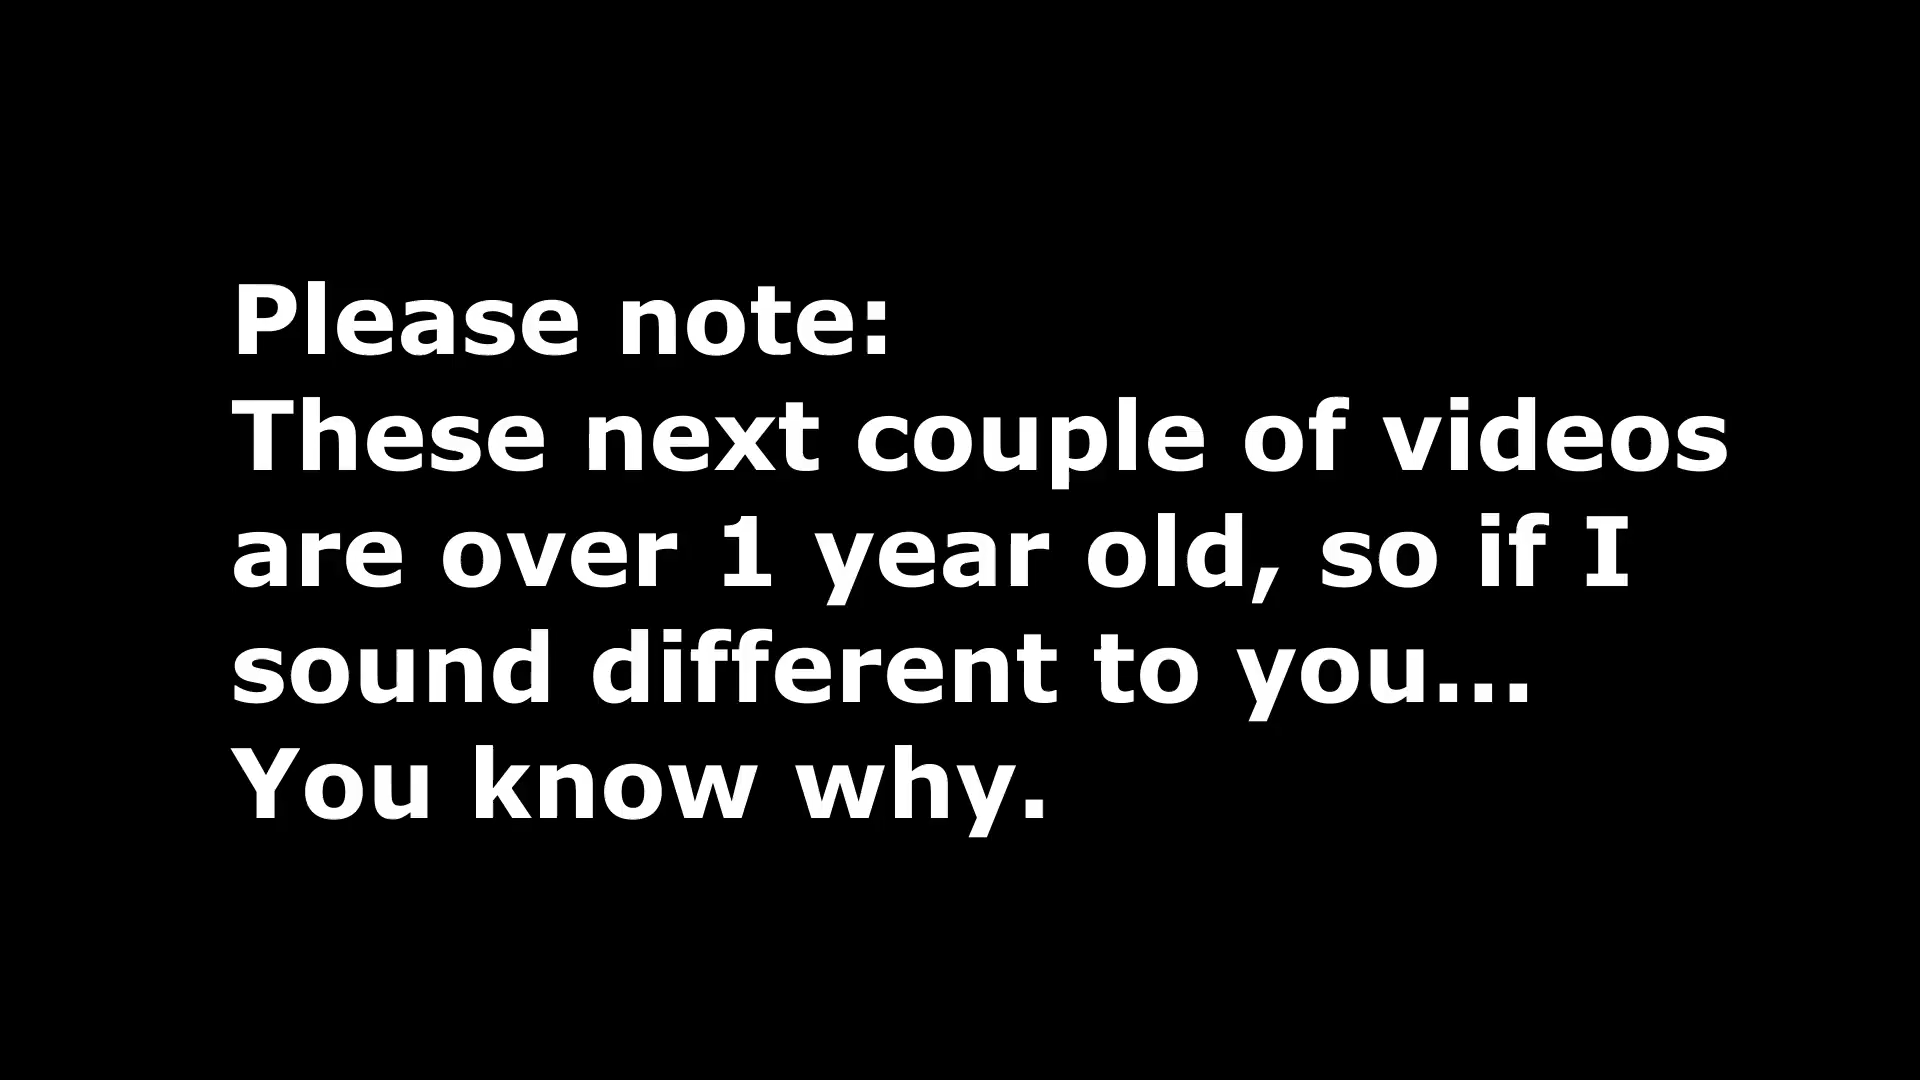 Please note:
These next couple of videos
are over 1 year old, so if I
sound different to you...
You know why.